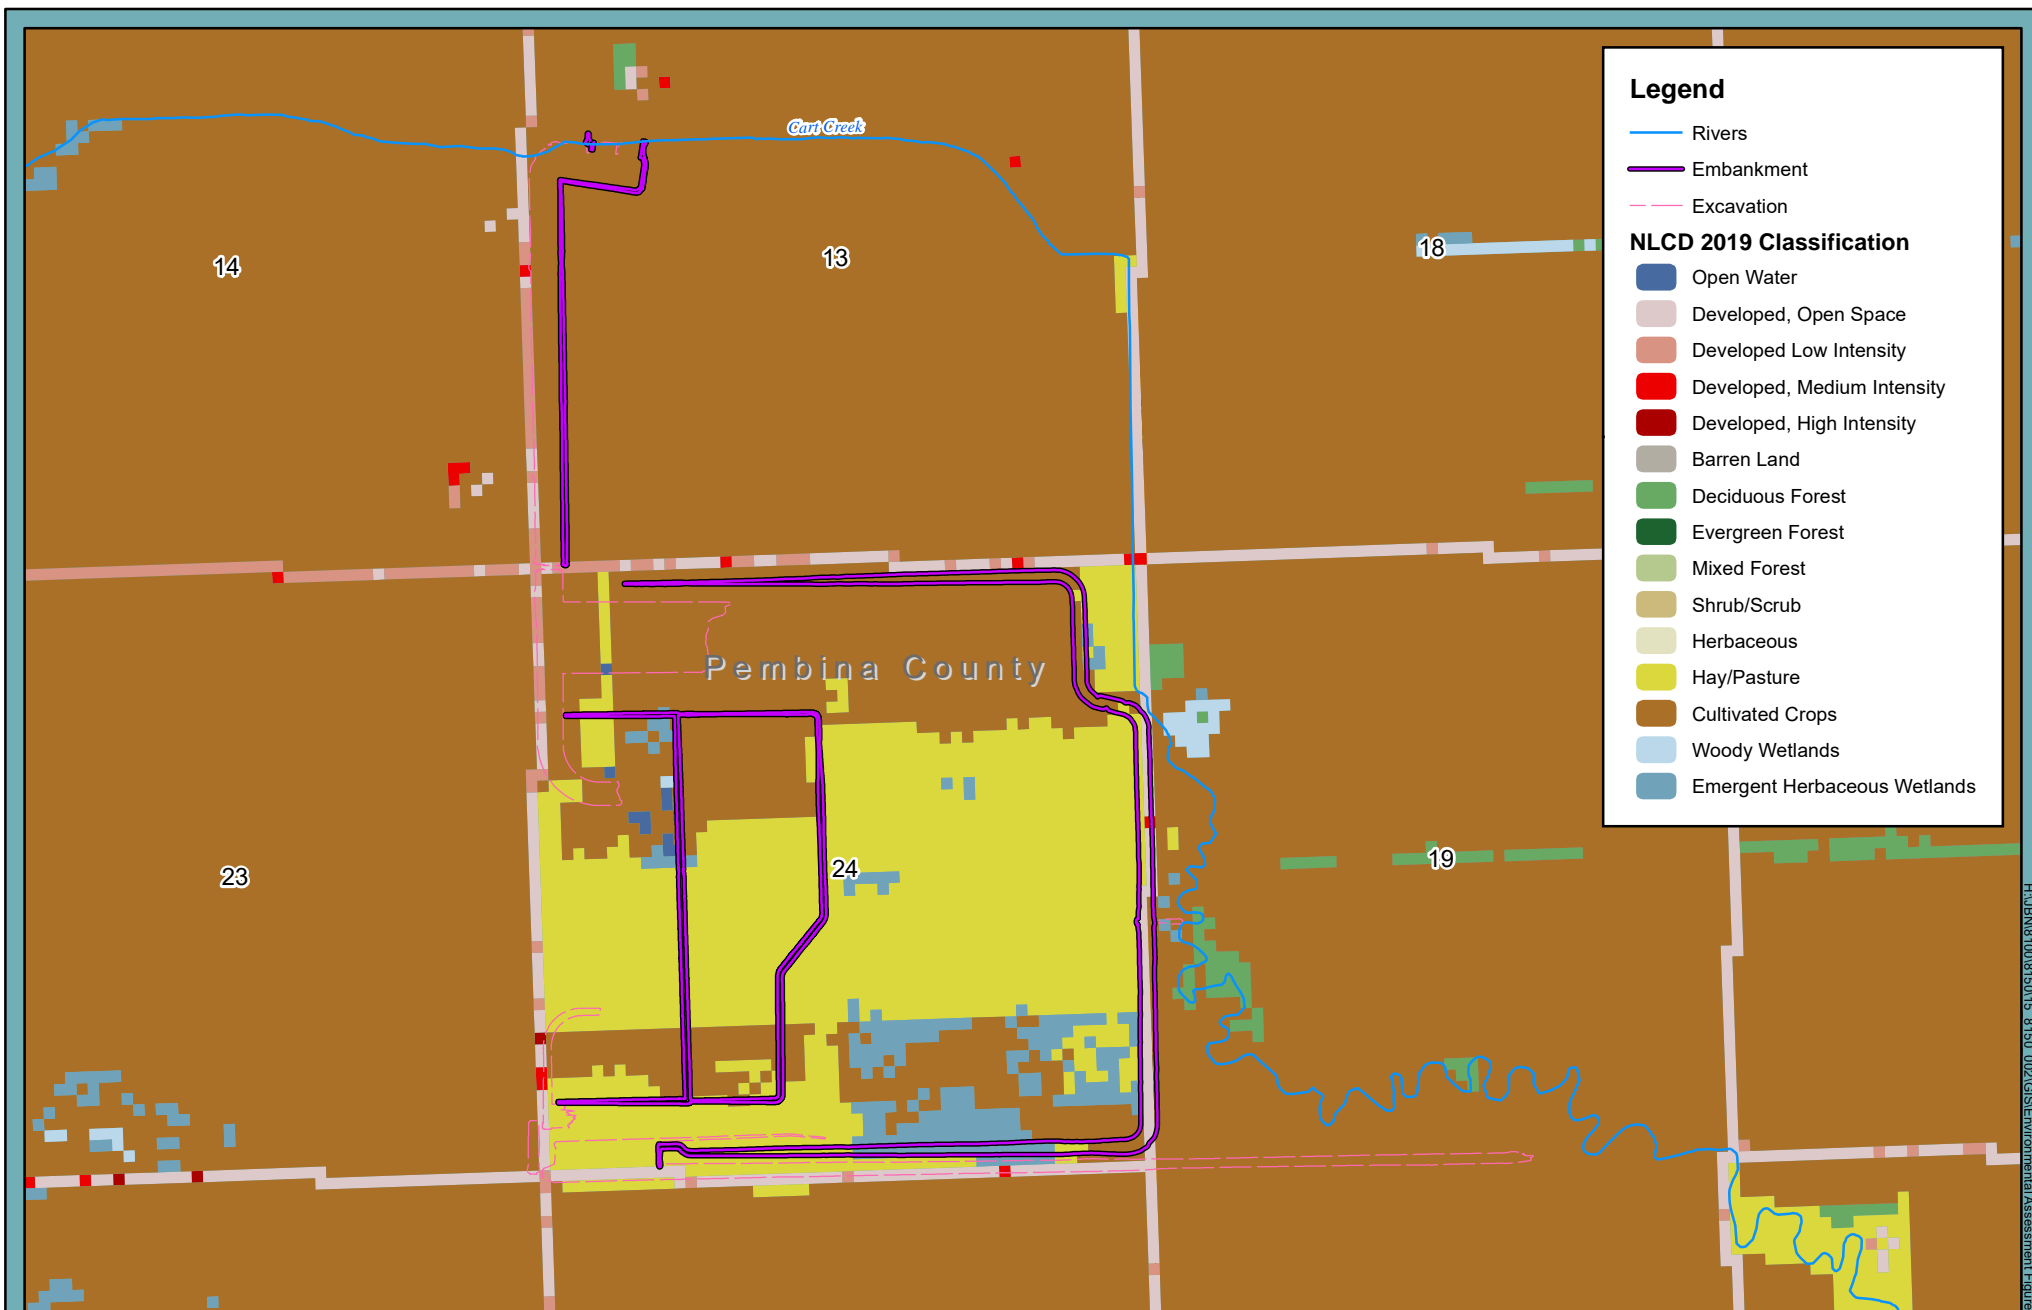 Cart Creek
14
13
18
Pembina County
23
24
19
Legend
Rivers
Embankment
Excavation
NLCD 2019 Classification
Open Water
Developed, Open Space
Developed Low Intensity
Developed, Medium Intensity
Developed, High Intensity
Barren Land
Deciduous Forest
Evergreen Forest
Mixed Forest
Shrub/Scrub
Herbaceous
Hay/Pasture
Cultivated Crops
Woody Wetlands
Emergent Herbaceous Wetlands